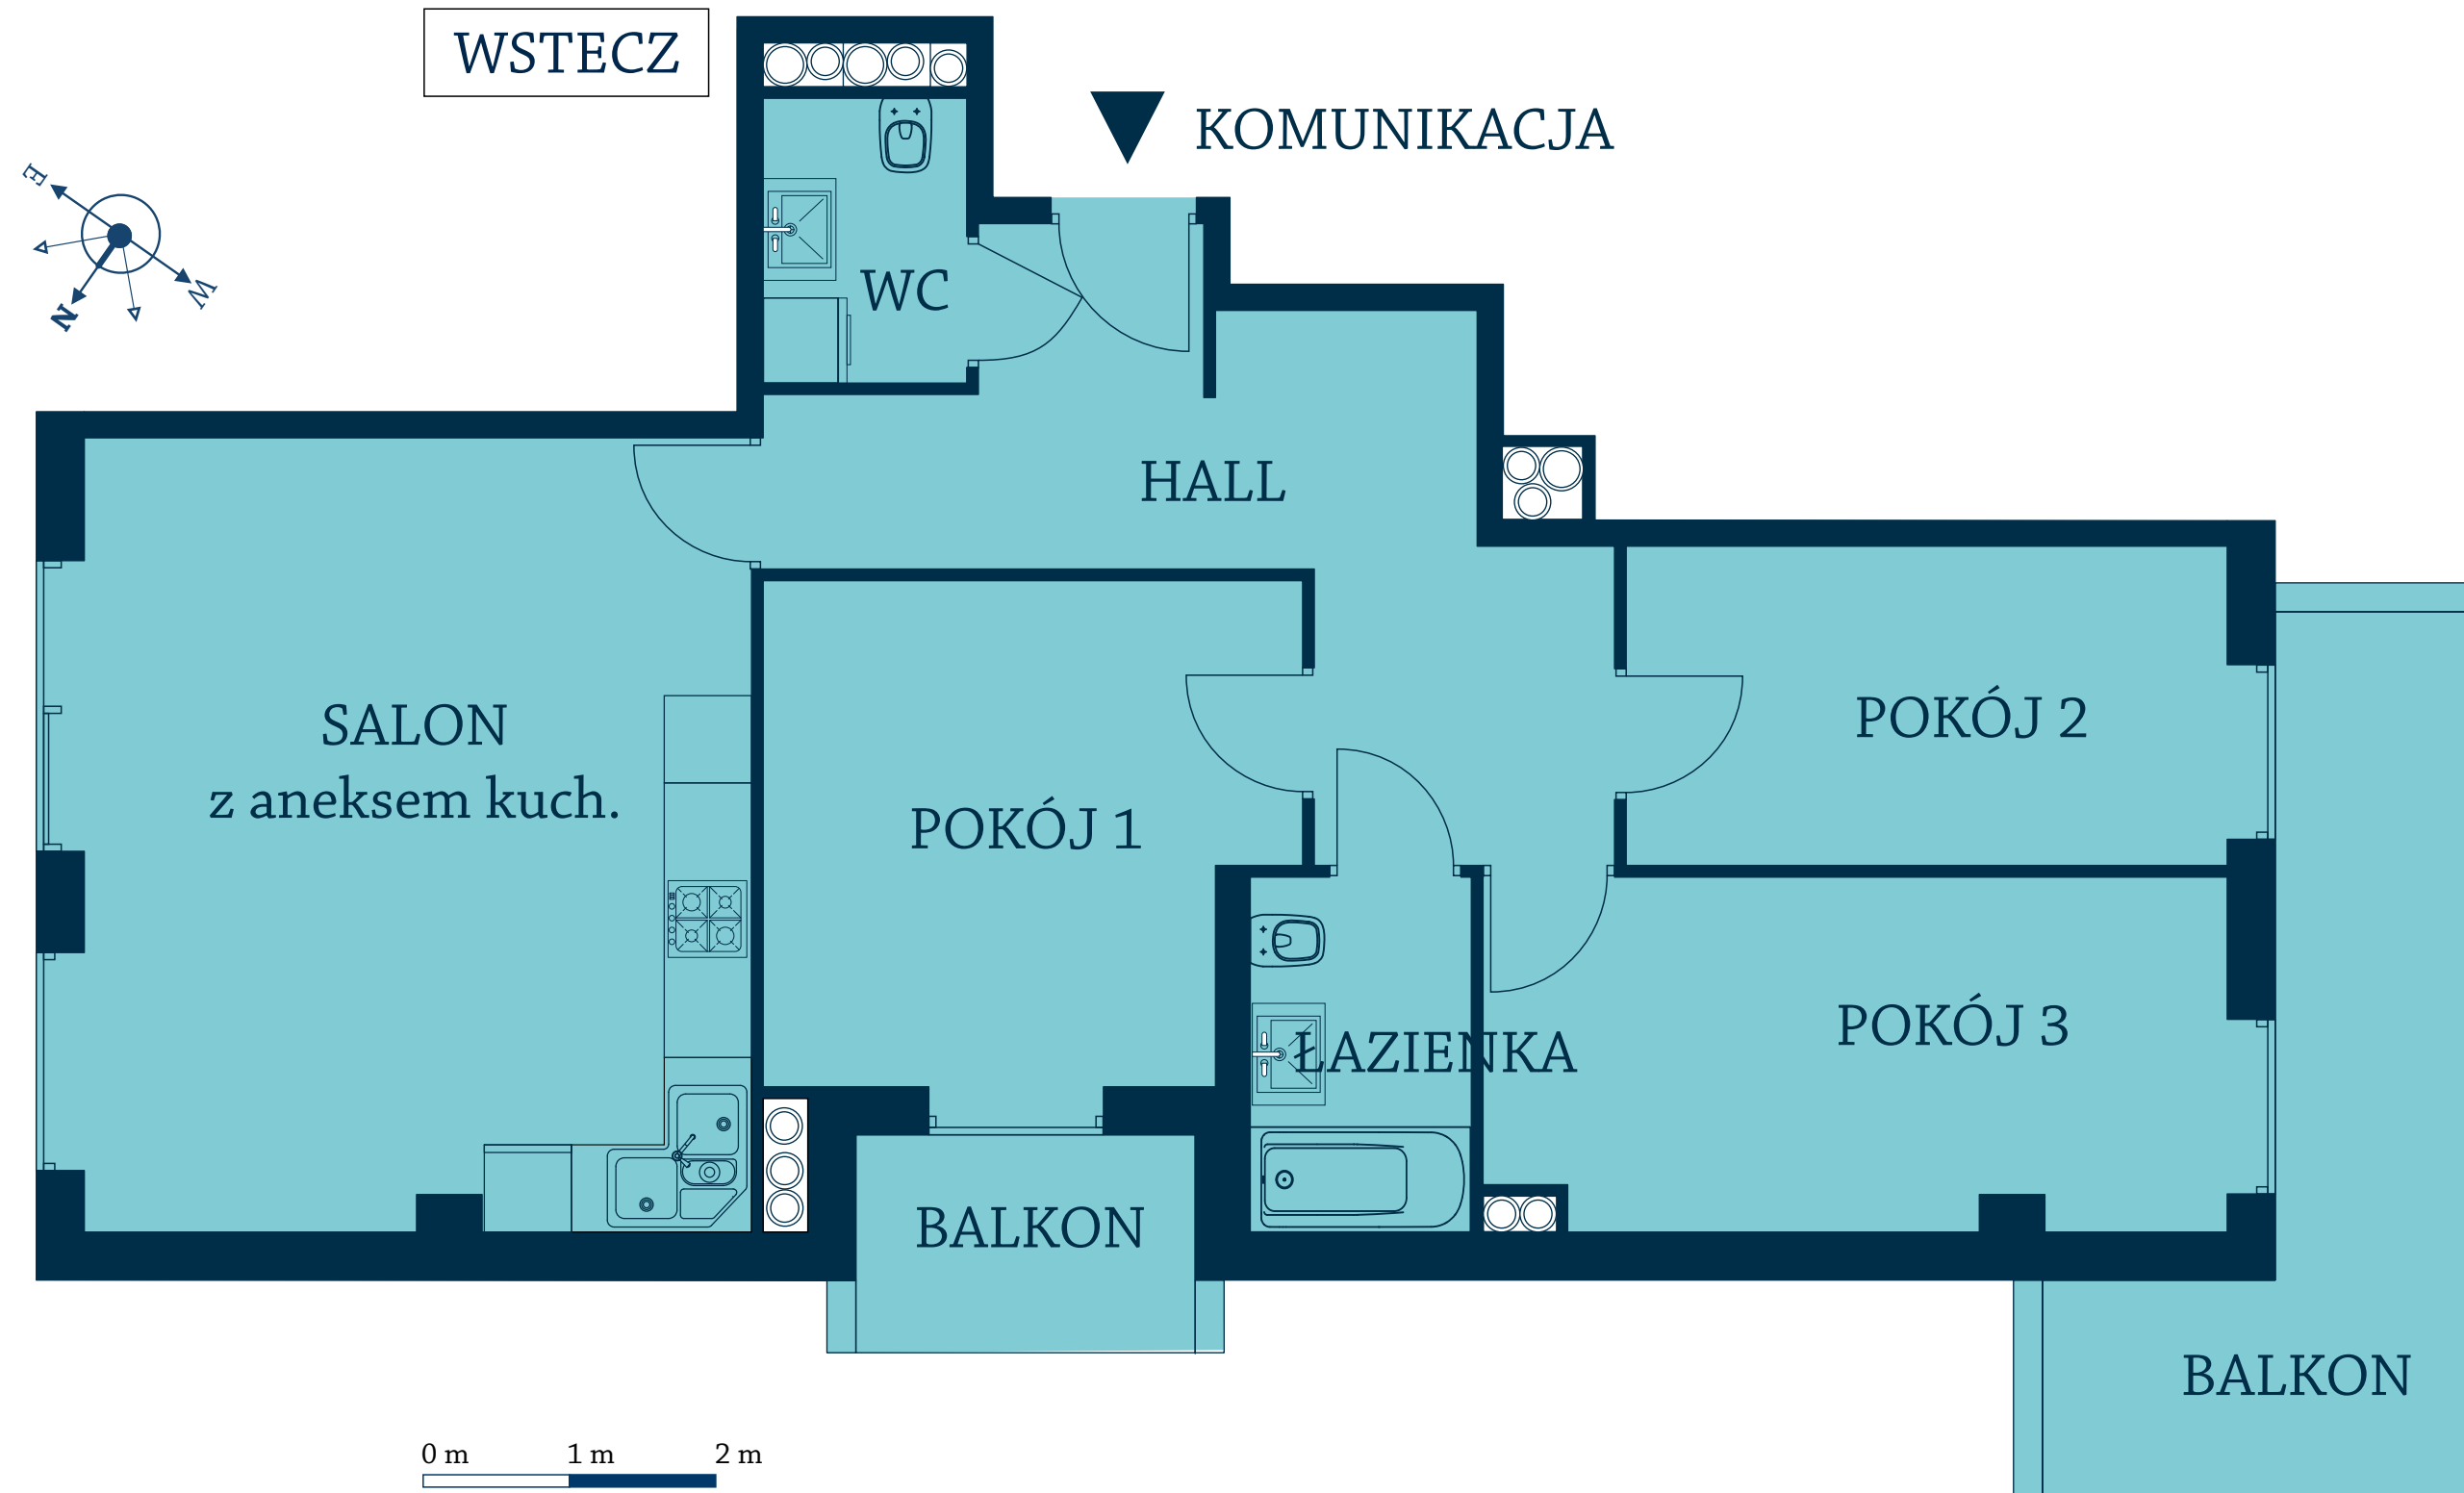 WSTECZ
KOMUNIKACJA
E
W
N
WC
HALL
SALON
z aneksem kuch.
POKÓJ 1
POKÓJ 2
POKÓJ 3
ŁAZIENKA
BALKON
BALKON
0 m 1 m 2 m